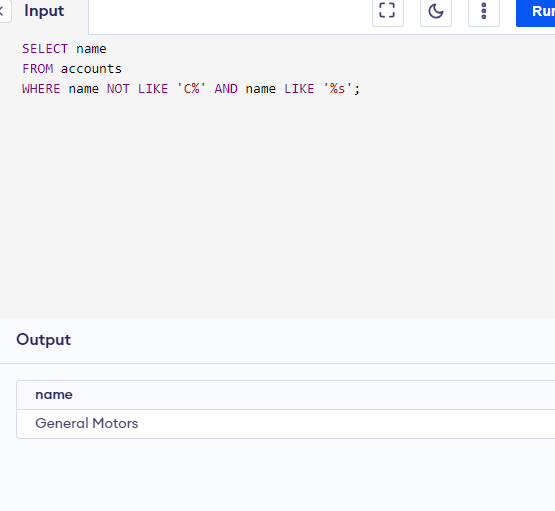 Input
Run
SELECT name
FROM accounts
WHERE name NOT LIKE 'C%' AND name LIKE '%s';
Output
name
General Motors